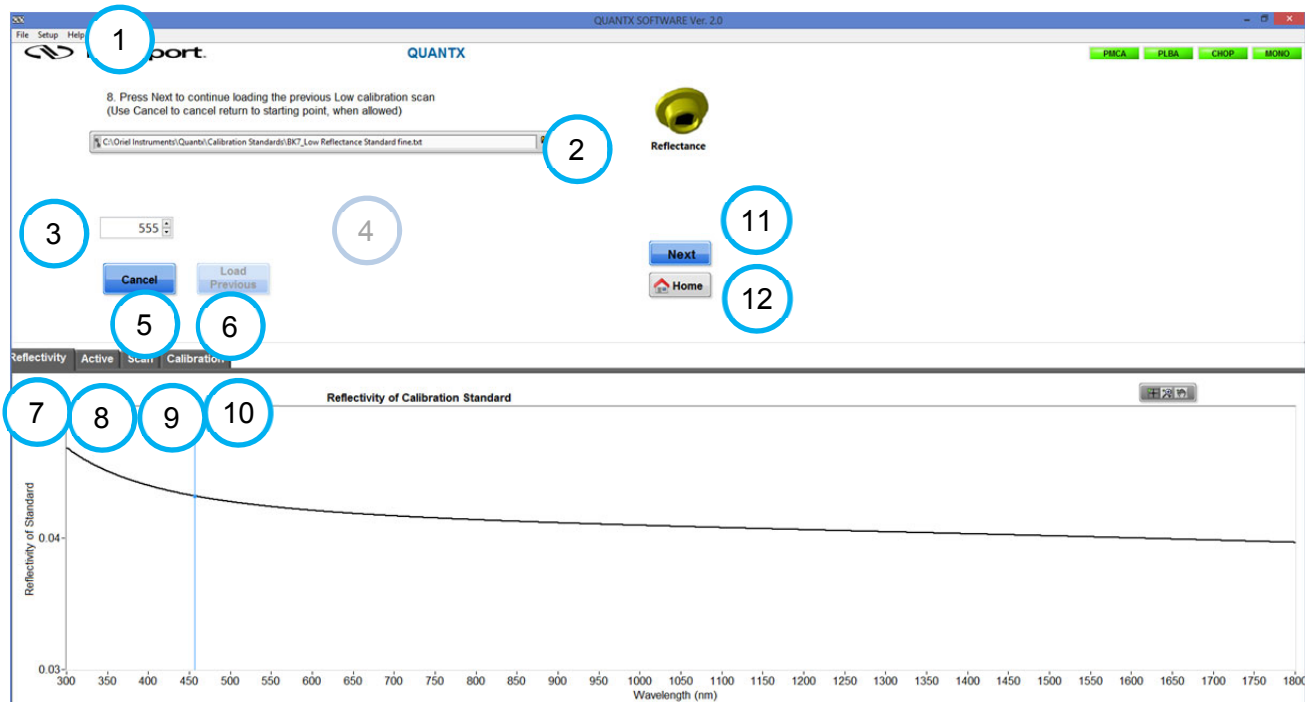 QUANTX SOFTWARE Ver. 2.0
File Setup Help
1
port.
QUANTX
PMCA PLBA CHOP MONO
8. Press Next to continue loading the previous Low calibration scan
(Use Cancel to cancel return to starting point, when allowed)
C:\Oriel Instruments\Quantx\Calibration Standards\BK7_Low Reflectance Standard fine.txt
2
Reflectance
3
555
4
11
Next
Cancel
Load
Previous
Home
12
5
6
eflectivity Active Scan Calibration
7
8
9
10
Reflectivity of Calibration Standard
Reflectivity of Standard
0.04
0.03
300 350 400 450 500 550 600 650 700 750 800 850 900 950 1000 1050 1100 1150 1200 1250 1300 1350 1400 1450 1500 1550 1600 1650 1700 1750 1800
Wavelength (nm)